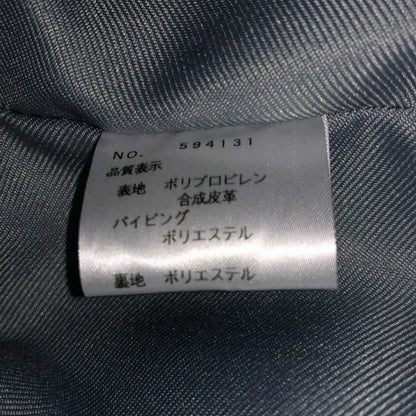 NO. 594131
品質表示
表地 ポリプロピレン
合成皮革
パイピング
ポリエステル
裏地 ポリエステル